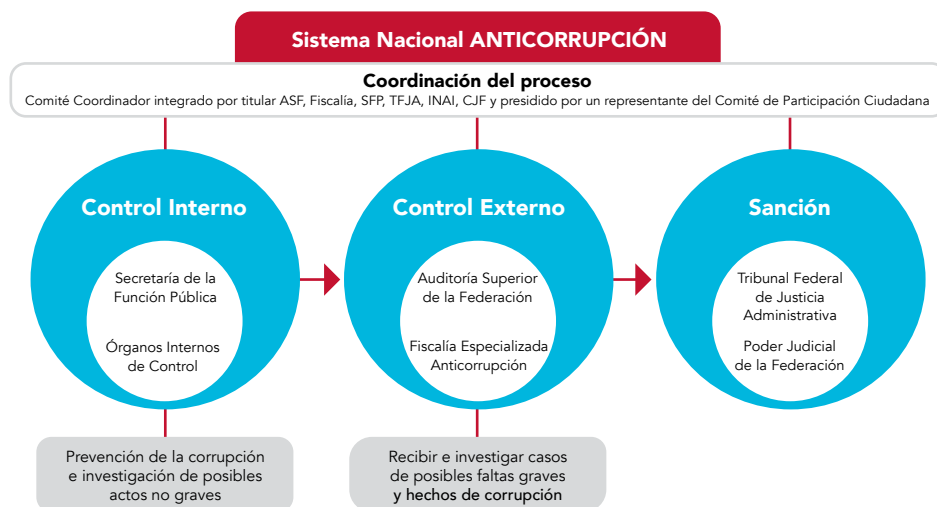 Sistema Nacional ANTICORRUPCIÓN
Coordinación del proceso
Comité Coordinador integrado por titular ASF, Fiscalía, SFP, TFJA, INAI, CJF y presidido por un representante del Comité de Participación Ciudadana
Control Interno
Secretaría de la
Función Pública
Órganos Internos
de Control
Prevención de la corrupción
e investigación de posibles
actos no graves
Control Externo
Auditoría Superior
de la Federación
Fiscalía Especializada
Anticorrupción
Recibir e investigar casos
de posibles faltas graves
y hechos de corrupción
Sanción
Tribunal Federal
de Justicia
Administrativa
Poder Judicial
de la Federación